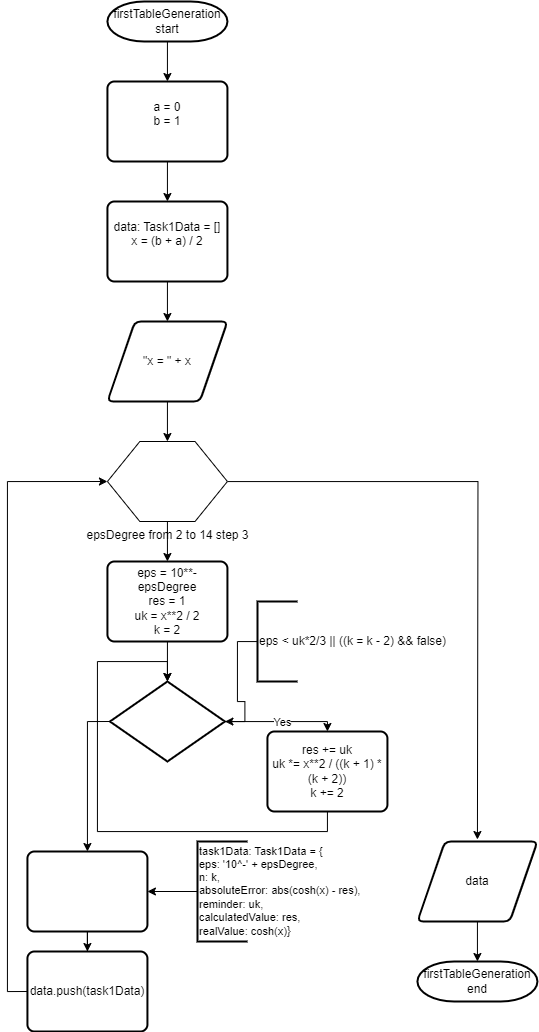 firstTableGeneration
start
a = 0
b = 1
data: Task1Data = []
x = (b + a) / 2
"x = " + x
epsDegree from 2 to 14 step 3
eps = 10**-
epsDegree
res = 1
uk = x**2 / 2
k = 2
eps < uk*2/3 || ((k = k - 2) && false)
Yes
res += uk
uk *= x**2 / ((k + 1) *
(k + 2))
k += 2
task1Data: Task1Data = {
eps: '10^-' + epsDegree,
n: k,
absoluteError: abs(cosh(x) - res),
reminder: uk,
calculatedValue: res,
realValue: cosh(x)}
data.push(task1Data)
data
firstTableGeneration
end